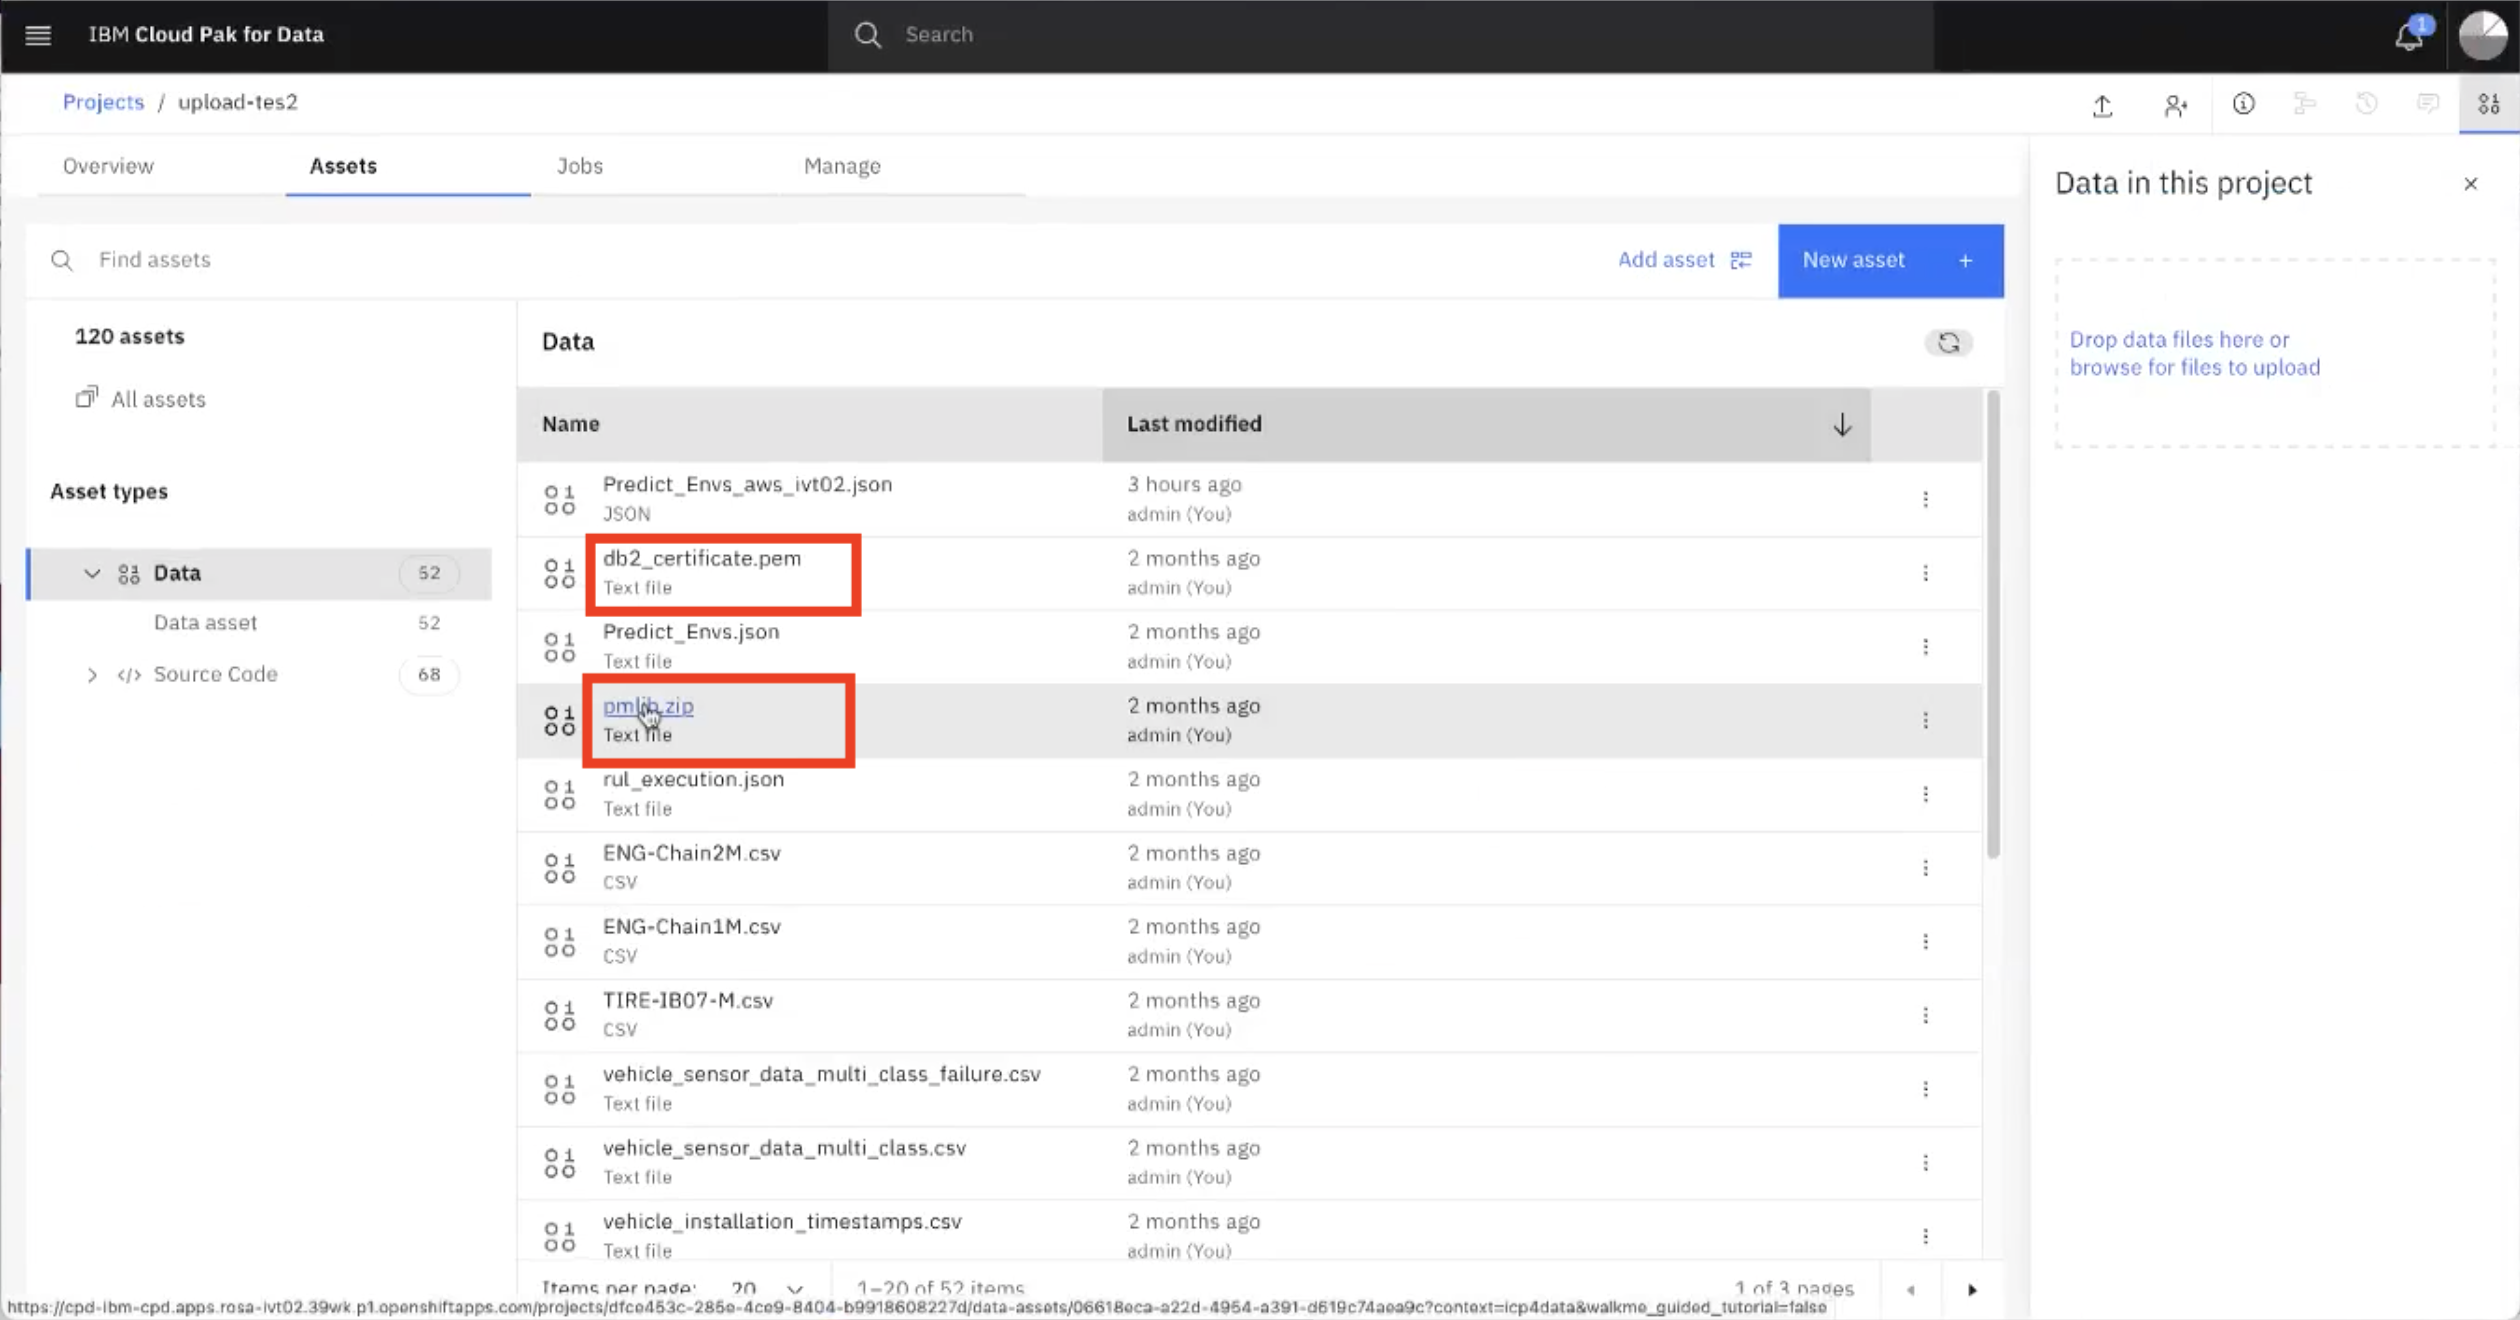 IBM Cloud Pak for Data
Search
1
Projects / upload-tes2
Overview
Assets
Jobs
Manage
Data in this project
Find assets
Add asset
New asset +
Drop data files here or
browse for files to upload
120 assets
All assets
Asset types
Data 52
Data asset 52
Source Code 68
Data
Name Last modified
Predict_Envs_aws_ivt02.json 3 hours ago
JSON admin (You)
db2_certificate.pem 2 months ago
Text file admin (You)
Predict_Envs.json 2 months ago
Text file admin (You)
pmlib.zip 2 months ago
Text file admin (You)
rul_execution.json 2 months ago
Text file admin (You)
ENG-Chain2M.csv 2 months ago
CSV admin (You)
ENG-Chain1M.csv 2 months ago
CSV admin (You)
TIRE-IB07-M.csv 2 months ago
CSV admin (You)
vehicle_sensor_data_multi_class_failure.csv 2 months ago
Text file admin (You)
vehicle_sensor_data_multi_class.csv 2 months ago
Text file admin (You)
vehicle_installation_timestamps.csv 2 months ago
Text file admin (You)
Items per page: 20 1–20 of 52 items 1 of 3 pages
https://cpd-ibm-cpd.apps.rosa-ivt02.39wk.p1.openshiftapps.com/projects/dfce453c-285e-4ce9-8404-b9918608227d/data-assets/06618eca-a22d-4954-a391-d519c74aea9c?context=icp4data&walkme_guided_tutorial=false